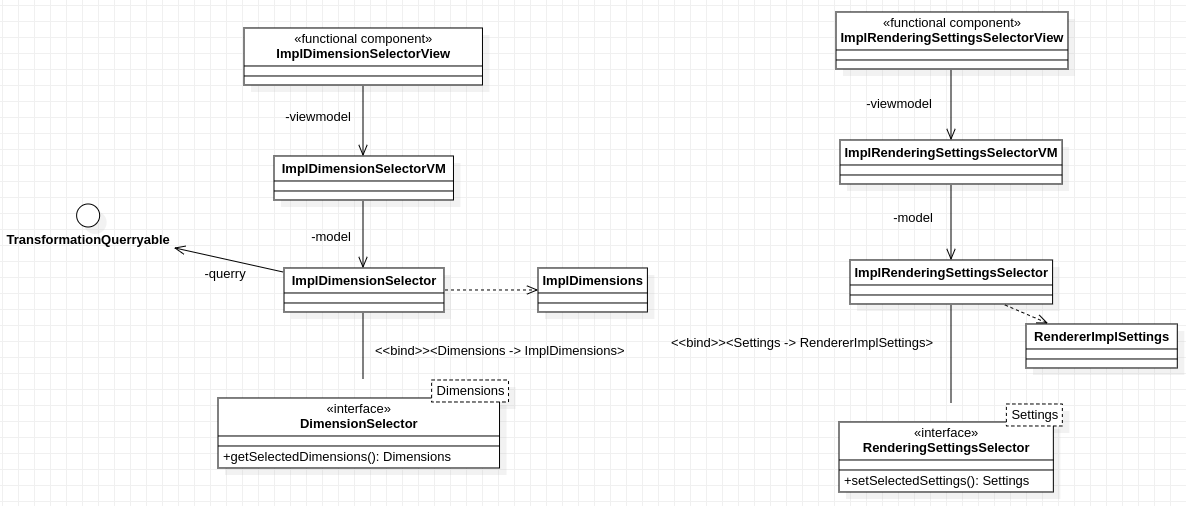 «functional component»
ImplDimensionSelectorView
-viewmodel
ImplDimensionSelectorVM
-model
TransformationQuerryable
-querry
ImplDimensionSelector
ImplDimensions
<<bind>><Dimensions -> ImplDimensions>
Dimensions
«interface»
DimensionSelector
+getSelectedDimensions(): Dimensions
«functional component»
ImplRenderingSettingsSelectorView
-viewmodel
ImplRenderingSettingsSelectorVM
-model
ImplRenderingSettingsSelector
RendererImplSettings
<<bind>><Settings -> RendererImplSettings>
Settings
«interface»
RenderingSettingsSelector
+setSelectedSettings(): Settings